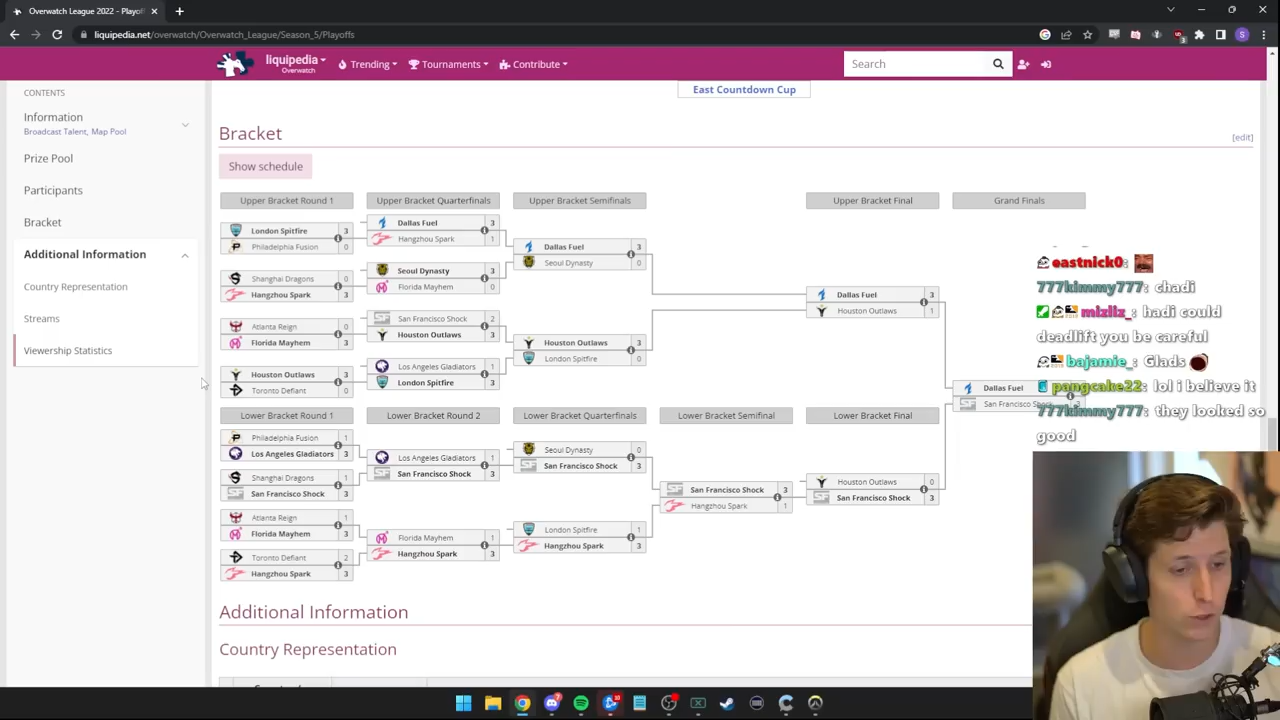 Overwatch League 2022 - Playoff
liquipedia.net/overwatch/Overwatch_League/Season_5/Playoffs
S
liquipedia
Overwatch
Trending
Tournaments
Contribute
Search
CONTENTS
Information
Broadcast Talent, Map Pool
Prize Pool
Participants
Bracket
Additional Information
Country Representation
Streams
Viewership Statistics
East Countdown Cup
Bracket
[edit]
Show schedule
Upper Bracket Round 1
London Spitfire 3
Philadelphia Fusion 0
Shanghai Dragons 0
Hangzhou Spark 3
Atlanta Reign 0
Florida Mayhem 3
Houston Outlaws 3
Toronto Defiant 0
Upper Bracket Quarterfinals
Dallas Fuel 3
Hangzhou Spark 1
Seoul Dynasty 3
Florida Mayhem 0
San Francisco Shock 2
Houston Outlaws 3
Los Angeles Gladiators 1
London Spitfire 3
Upper Bracket Semifinals
Dallas Fuel 3
Seoul Dynasty 0
Houston Outlaws 3
London Spitfire 0
Upper Bracket Final
Dallas Fuel 3
Houston Outlaws 1
Grand Finals
Dallas Fuel
San Francisco Shock
Lower Bracket Round 1
Philadelphia Fusion 1
Los Angeles Gladiators 3
Shanghai Dragons 1
San Francisco Shock 3
Atlanta Reign 1
Florida Mayhem 3
Toronto Defiant 2
Hangzhou Spark 3
Lower Bracket Round 2
Los Angeles Gladiators 1
San Francisco Shock 3
Florida Mayhem 1
Hangzhou Spark 3
Lower Bracket Quarterfinals
Seoul Dynasty 0
San Francisco Shock 3
London Spitfire 1
Hangzhou Spark 3
Lower Bracket Semifinal
San Francisco Shock 3
Hangzhou Spark 1
Lower Bracket Final
Houston Outlaws 0
San Francisco Shock 3
Additional Information
Country Representation
eastnick0:
777kimmy777: chadi
mizliz_: hadi could
deadlift you be careful
bajamie_: Glads
pangcake22: lol i believe it
777kimmy777: they looked so
good